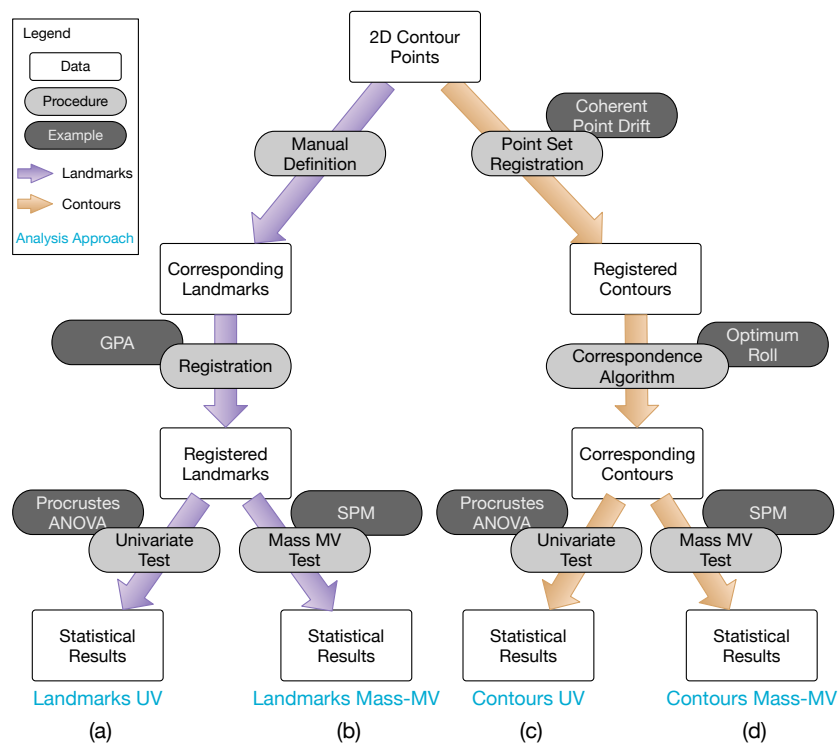 Legend
Data
Procedure
Example
Landmarks
Contours
Analysis Approach
2D Contour
Points
Manual
Definition
Point Set
Registration
Coherent
Point Drift
Corresponding
Landmarks
Registered
Contours
GPA
Registration
Correspondence
Algorithm
Optimum
Roll
Registered
Landmarks
Corresponding
Contours
Procrustes
ANOVA
Univariate
Test
SPM
Mass MV
Test
Procrustes
ANOVA
Univariate
Test
SPM
Mass MV
Test
Statistical
Results
Statistical
Results
Statistical
Results
Statistical
Results
Landmarks UV
Landmarks Mass-MV
Contours UV
Contours Mass-MV
(a)
(b)
(c)
(d)